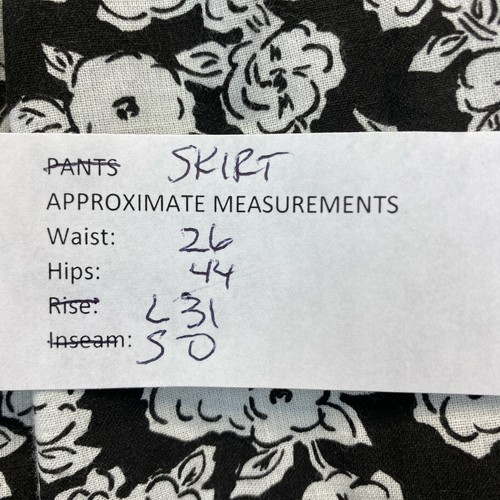 PANTS SKIRT
APPROXIMATE MEASUREMENTS
Waist: 26
Hips: 44
Rise: L 31
Inseam: S 0